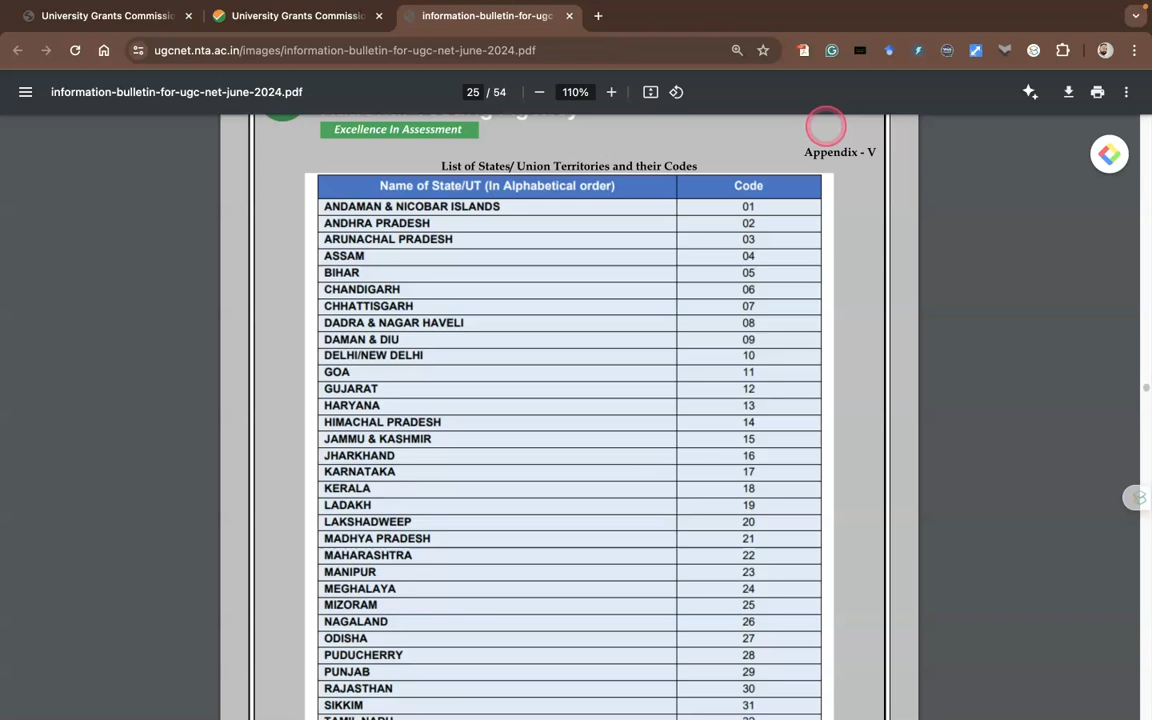 University Grants Commissio
University Grants Commissio
information-bulletin-for-ugc
ugcnet.nta.ac.in/images/information-bulletin-for-ugc-net-june-2024.pdf
information-bulletin-for-ugc-net-june-2024.pdf
25 / 54
110%
Excellence In Assessment
Appendix - V
List of States/ Union Territories and their Codes
Name of State/UT (In Alphabetical order) Code
ANDAMAN & NICOBAR ISLANDS 01
ANDHRA PRADESH 02
ARUNACHAL PRADESH 03
ASSAM 04
BIHAR 05
CHANDIGARH 06
CHHATTISGARH 07
DADRA & NAGAR HAVELI 08
DAMAN & DIU 09
DELHI/NEW DELHI 10
GOA 11
GUJARAT 12
HARYANA 13
HIMACHAL PRADESH 14
JAMMU & KASHMIR 15
JHARKHAND 16
KARNATAKA 17
KERALA 18
LADAKH 19
LAKSHADWEEP 20
MADHYA PRADESH 21
MAHARASHTRA 22
MANIPUR 23
MEGHALAYA 24
MIZORAM 25
NAGALAND 26
ODISHA 27
PUDUCHERRY 28
PUNJAB 29
RAJASTHAN 30
SIKKIM 31